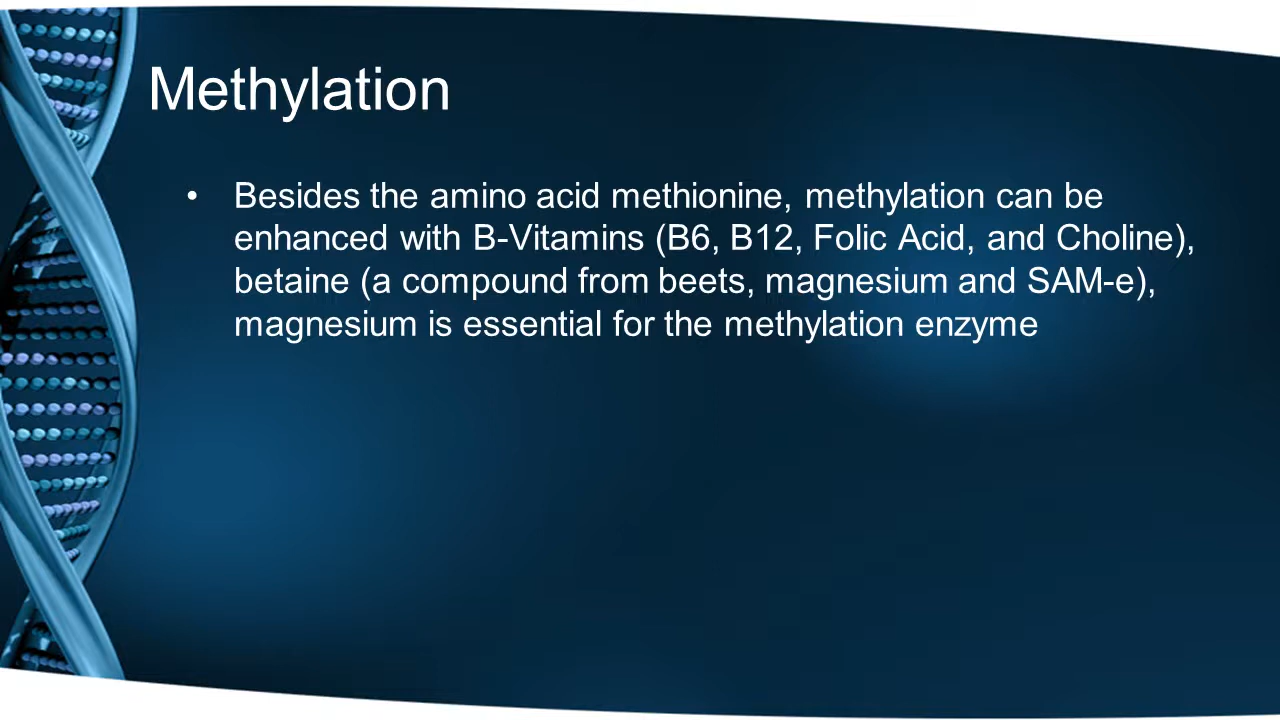 Methylation
• Besides the amino acid methionine, methylation can be
enhanced with B-Vitamins (B6, B12, Folic Acid, and Choline),
betaine (a compound from beets, magnesium and SAM-e),
magnesium is essential for the methylation enzyme